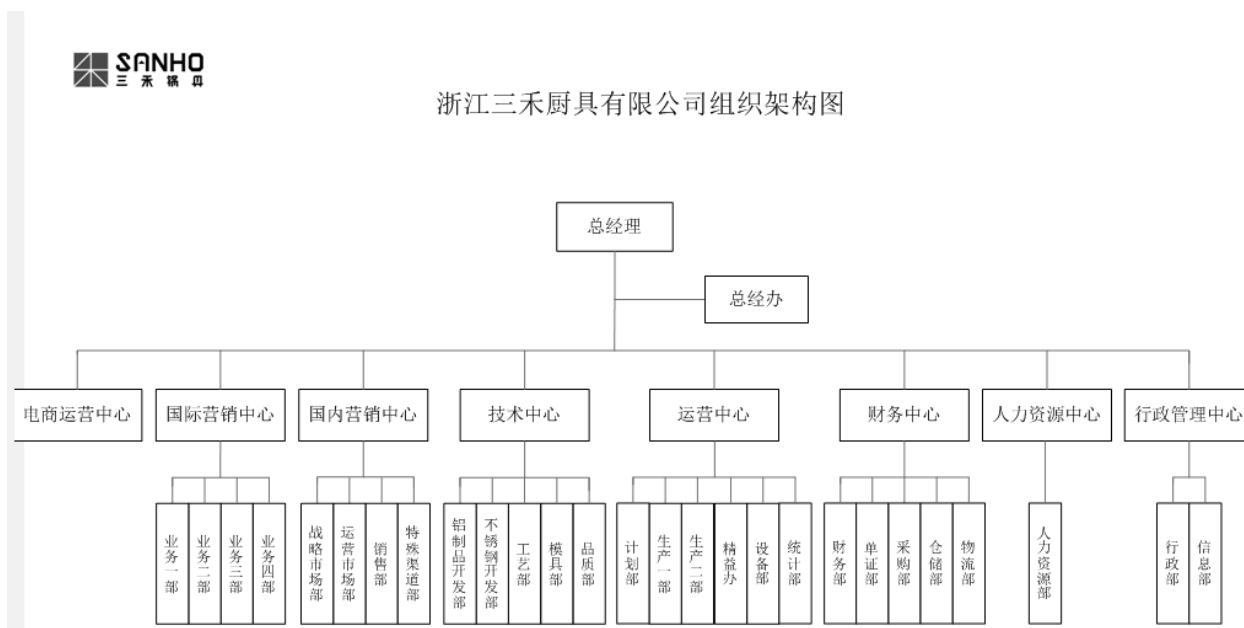 SANHO
三禾锅具
浙江三禾厨具有限公司组织架构图
总经理
总经办
电商运营中心
国际营销中心
国内营销中心
技术中心
运营中心
财务中心
人力资源中心
行政管理中心
业务一部
业务二部
业务三部
业务四部
战略市场部
运营市场部
销售部
特殊渠道部
铝制品开发部
不锈钢开发部
工艺部
模具部
品质部
计划部
生产一部
生产二部
精益办
设备部
统计部
财务部
单证部
采购部
仓储部
物流部
人力资源部
行政部
信息部